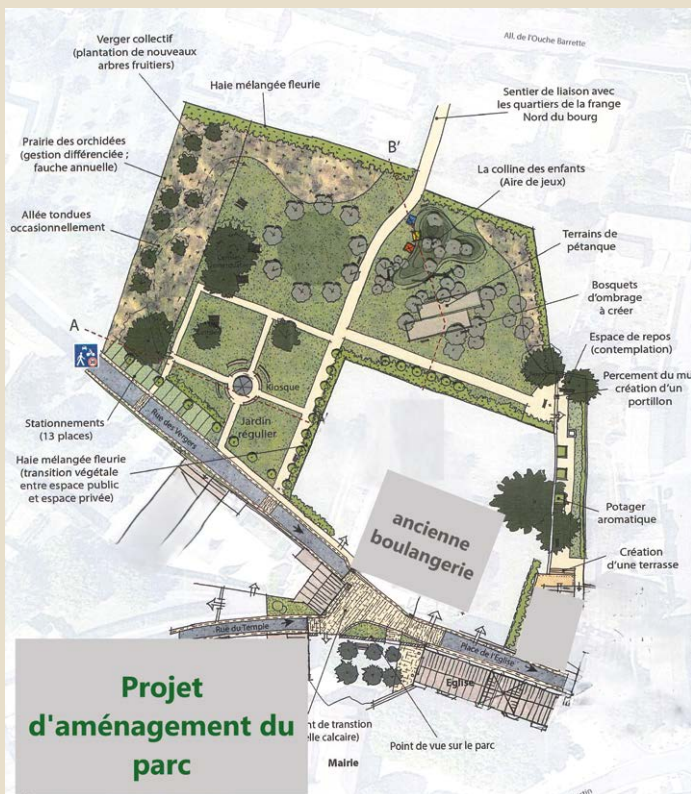 All. de l'Ouche Barrette
Verger collectif
(plantation de nouveaux
arbres fruitiers)
Haie mélangée fleurie
Sentier de liaison avec
les quartiers de la frange
Nord du bourg
B'
Prairie des orchidées
(gestion différenciée ;
fauche annuelle)
La colline des enfants
(Aire de jeux)
Allée tondues
occasionnellement
Terrains de
pétanque
Bosquets
d'ombrage
à créer
A
Espace de repos
(contemplation)
Percement du mu
création d'un
portillon
Kiosque
Stationnements
(13 places)
Rue des Vergers
Jardin
régulier
Haie mélangée fleurie
(transition végétale
entre espace public
et espace privée)
ancienne
boulangerie
Potager
aromatique
Création
d'une terrasse
Rue du Temple
Place de l'Eglise
Eglise
Projet
d'aménagement du
parc
nt de transtion
elle calcaire)
Point de vue sur le parc
Mairie